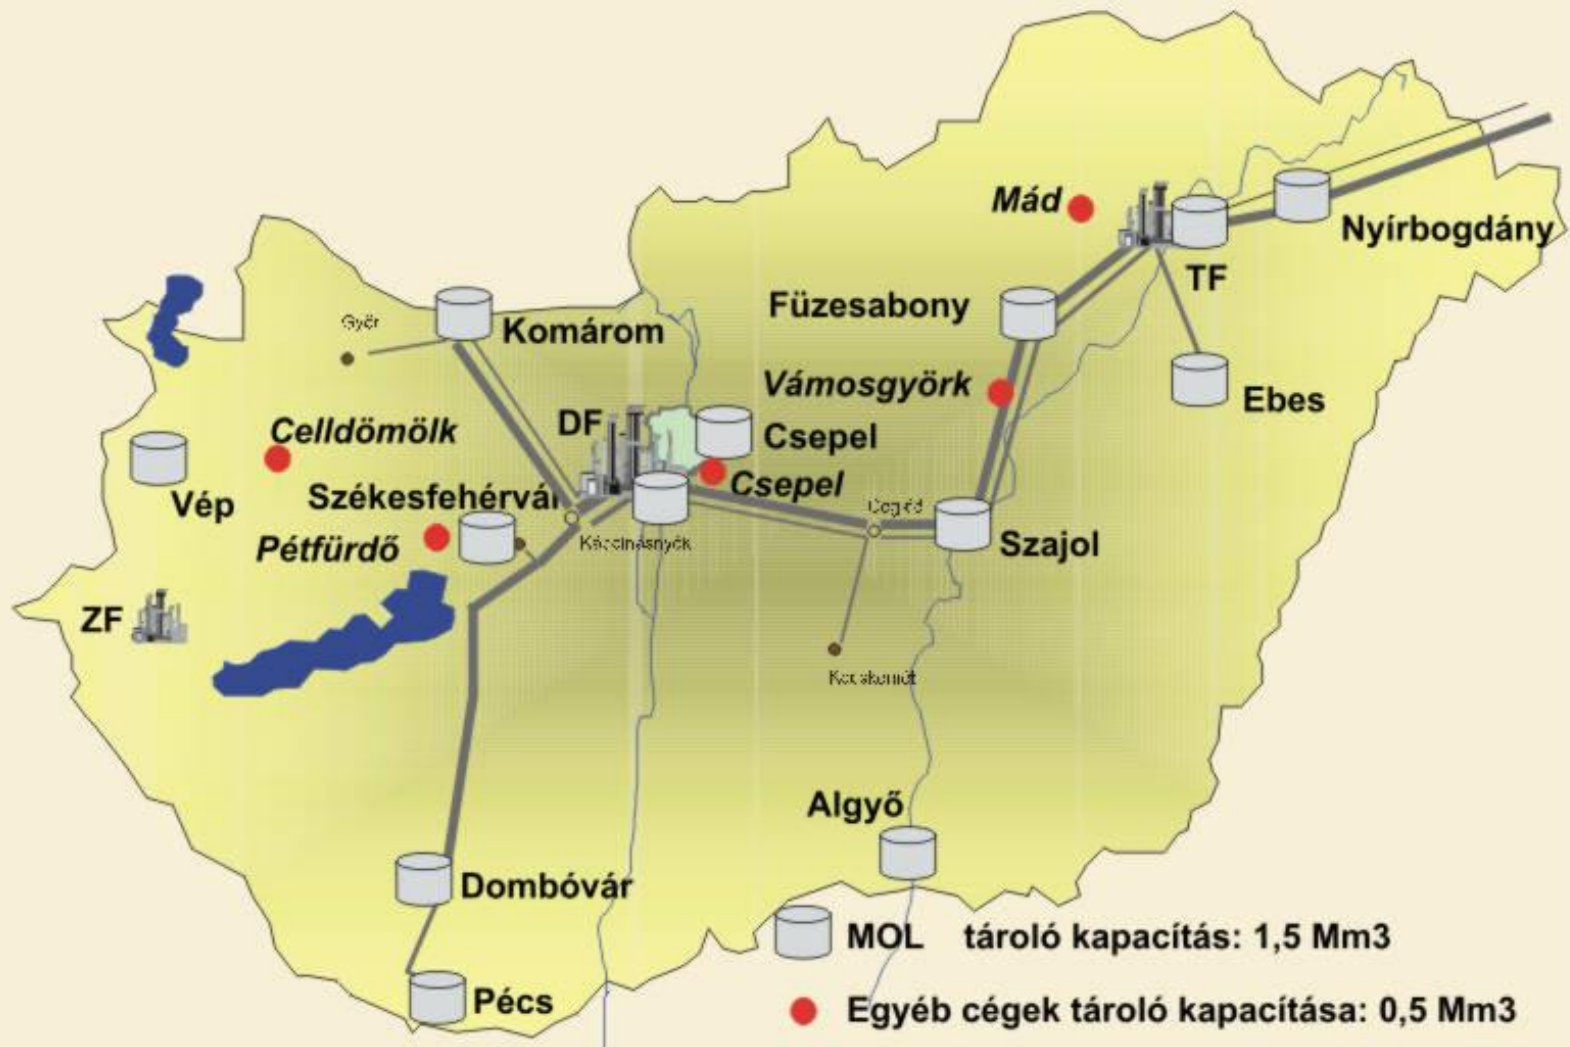 Mád
Nyírbogdány
TF
Füzesabony
Győr
Komárom
Vámosgyörk
Ebes
Celldömölk
DF
Csepel
Székesfehérvár
Csepel
Vép
Pétfürdő
Szajol
ZF
Algyő
Dombóvár
MOL tároló kapacítás: 1,5 Mm3
Pécs
Egyéb cégek tároló kapacítása: 0,5 Mm3